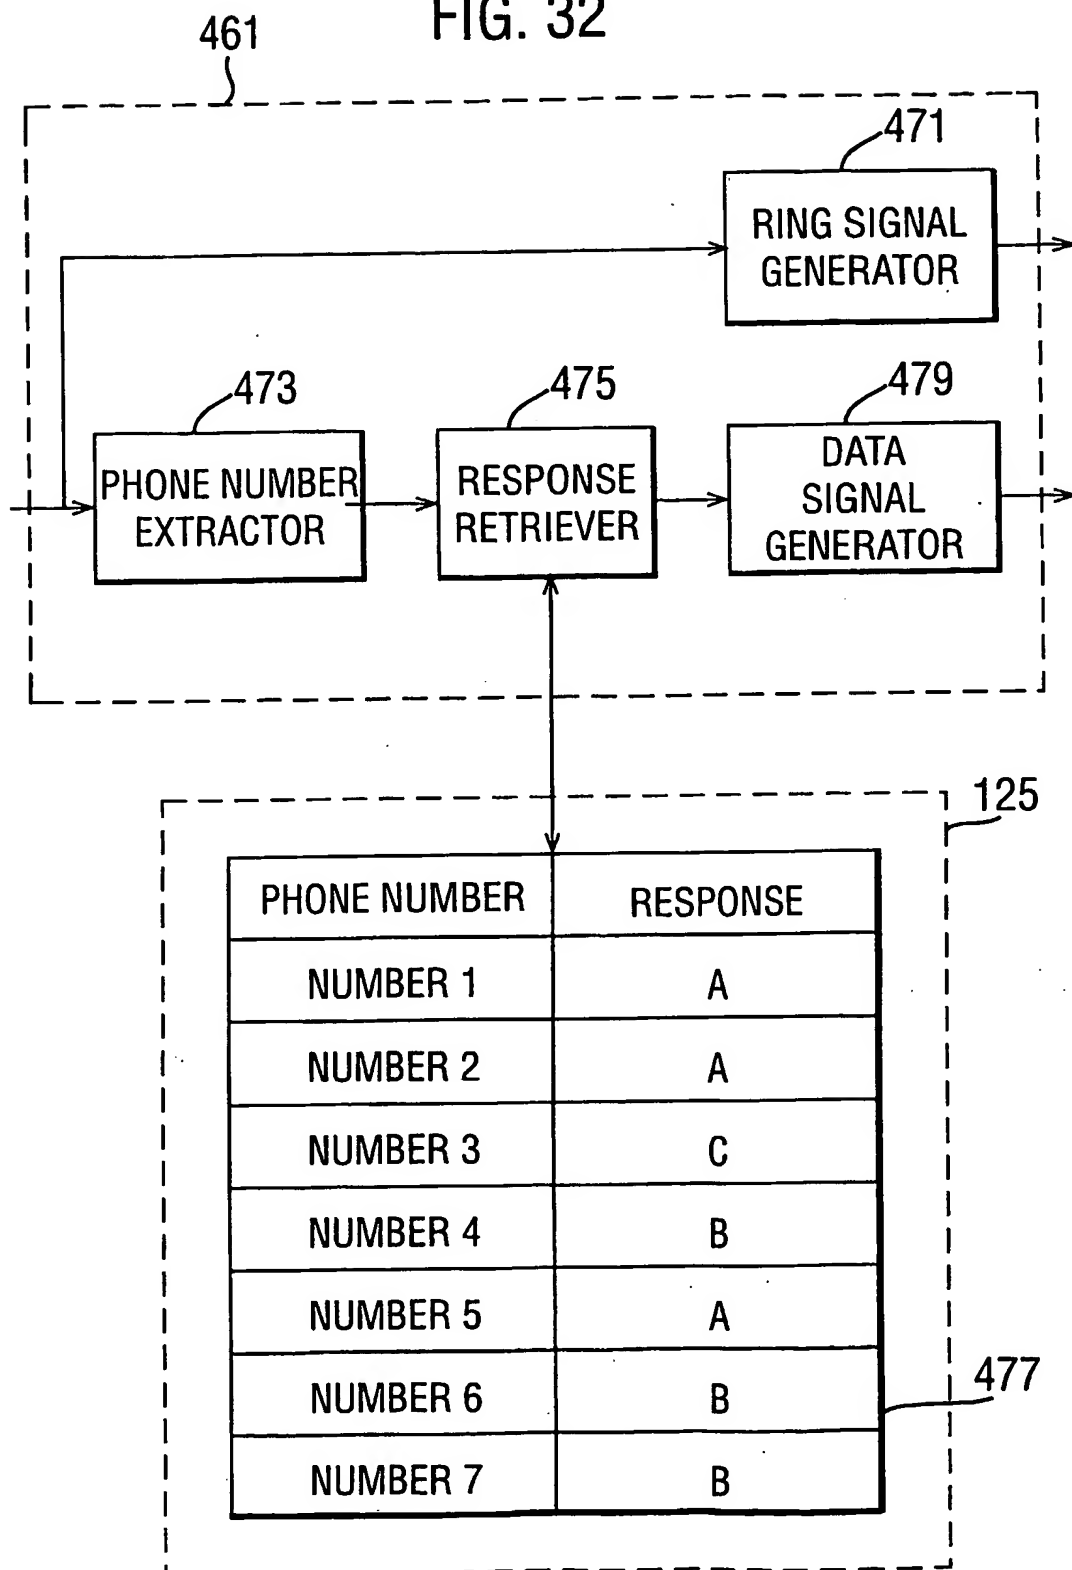 FIG. 32
461
471
RING SIGNAL
GENERATOR
473
475
479
PHONE NUMBER
EXTRACTOR
RESPONSE
RETRIEVER
DATA
SIGNAL
GENERATOR
125
PHONE NUMBER RESPONSE
NUMBER 1 A
NUMBER 2 A
NUMBER 3 C
NUMBER 4 B
NUMBER 5 A
NUMBER 6 B
477
NUMBER 7 B